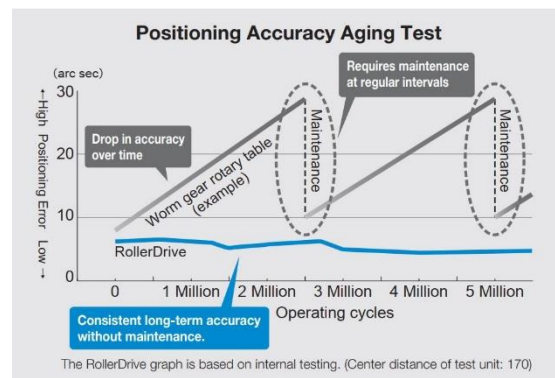 Positioning Accuracy Aging Test
(arc sec)
←High Positioning Error Low→
30
20
10
0
Drop in accuracy
over time
Worm gear rotary table
(example)
Requires maintenance
at regular intervals
Maintenance
Maintenance
RollerDrive
0
1 Million
2 Million
3 Million
4 Million
5 Million
Operating cycles
Consistent long-term accuracy
without maintenance.
The RollerDrive graph is based on internal testing. (Center distance of test unit: 170)